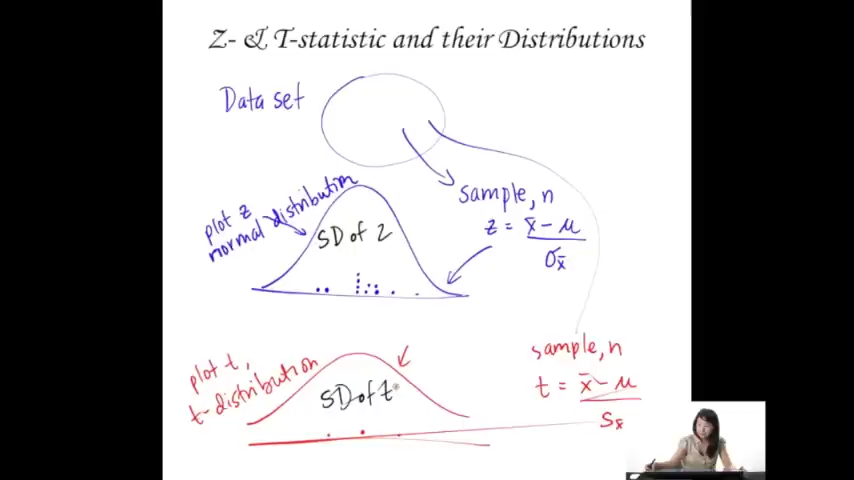 Z- & T-statistic and their Distributions
Data set
sample, n
z = x̄ - μ
σx̄
plot z
normal distribution
SD of z
sample, n
t = x̄ - μ
sx̄
plot t,
t-distribution
SD of t